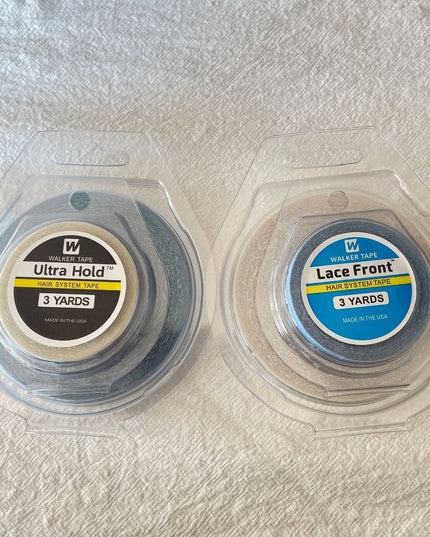 W
WALKER TAPE
Ultra Hold™
HAIR SYSTEM TAPE
3 YARDS
MADE IN THE USA
W
WALKER TAPE
Lace Front™
HAIR SYSTEM TAPE
3 YARDS
MADE IN THE USA